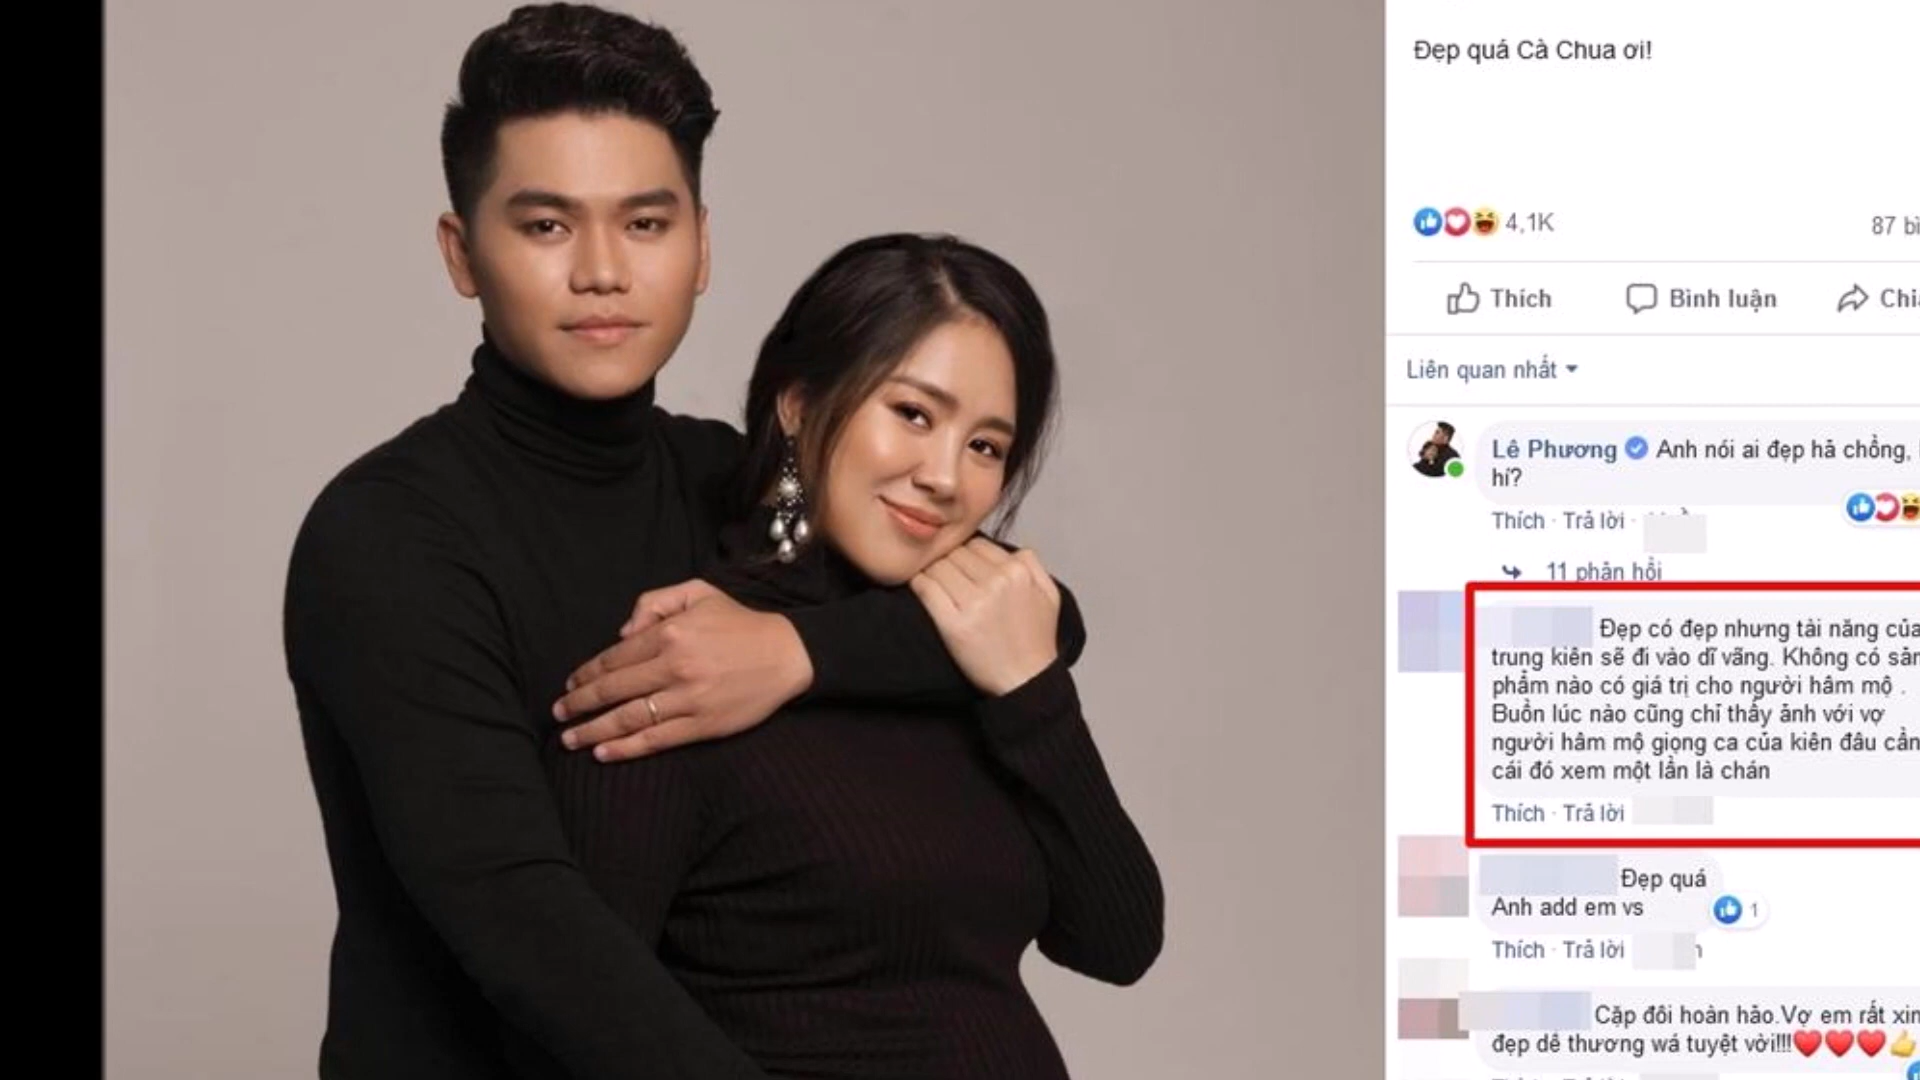 Đẹp quá Cà Chua ơi!
4,1K
87
Thích
Bình luận
Liên quan nhất
Lê Phương Anh nói ai đẹp hả chồng,
hí?
Thích · Trả lời ·
11 phản hồi
Đẹp có đẹp nhưng tài năng của
trung kiên sẽ đi vào dĩ vãng. Không có sản
phẩm nào có giá trị cho người hâm mộ .
Buồn lúc nào cũng chỉ thấy ảnh với vợ
người hâm mộ giọng ca của kiên đâu cần
cái đó xem một lần là chán
Thích · Trả lời
Đẹp quá
Anh add em vs
1
Thích · Trả lời
Cặp đôi hoàn hảo.Vợ em rất
đẹp dễ thương wá tuyệt vời!!!